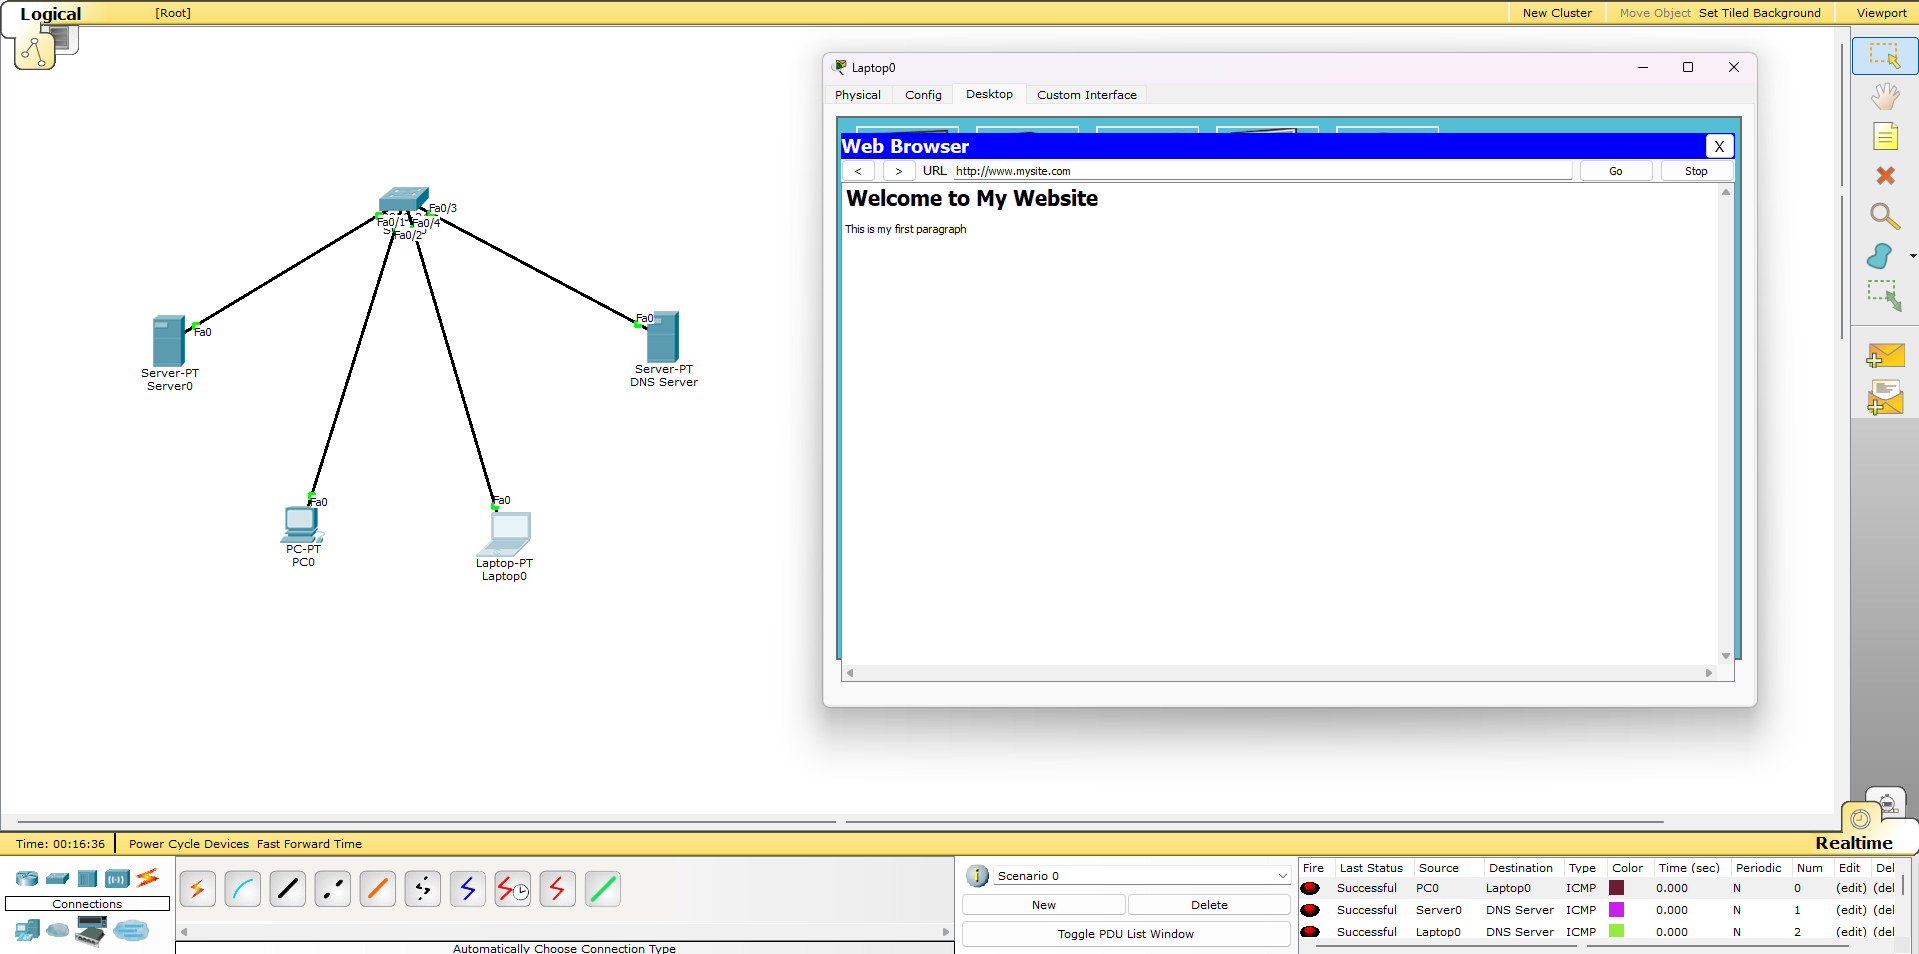 Logical [Root] New Cluster Move Object Set Tiled Background Viewport
Laptop0
Physical Config Desktop Custom Interface
Web Browser X
< > URL http://www.mysite.com Go Stop
Welcome to My Website
This is my first paragraph
Fa0/3
Fa0/1 Fa0/4
Fa0/2
Fa0
Server-PT
Server0
Fa0
Server-PT
DNS Server
Fa0
PC-PT
PC0
Fa0
Laptop-PT
Laptop0
Time: 00:16:36 Power Cycle Devices Fast Forward Time Realtime
Connections
Automatically Choose Connection Type
Scenario 0
New Delete
Toggle PDU List Window
Fire Last Status Source Destination Type Color Time (sec) Periodic Num Edit Del
Successful PC0 Laptop0 ICMP 0.000 N 0 (edit) (del
Successful Server0 DNS Server ICMP 0.000 N 1 (edit) (del
Successful Laptop0 DNS Server ICMP 0.000 N 2 (edit) (del